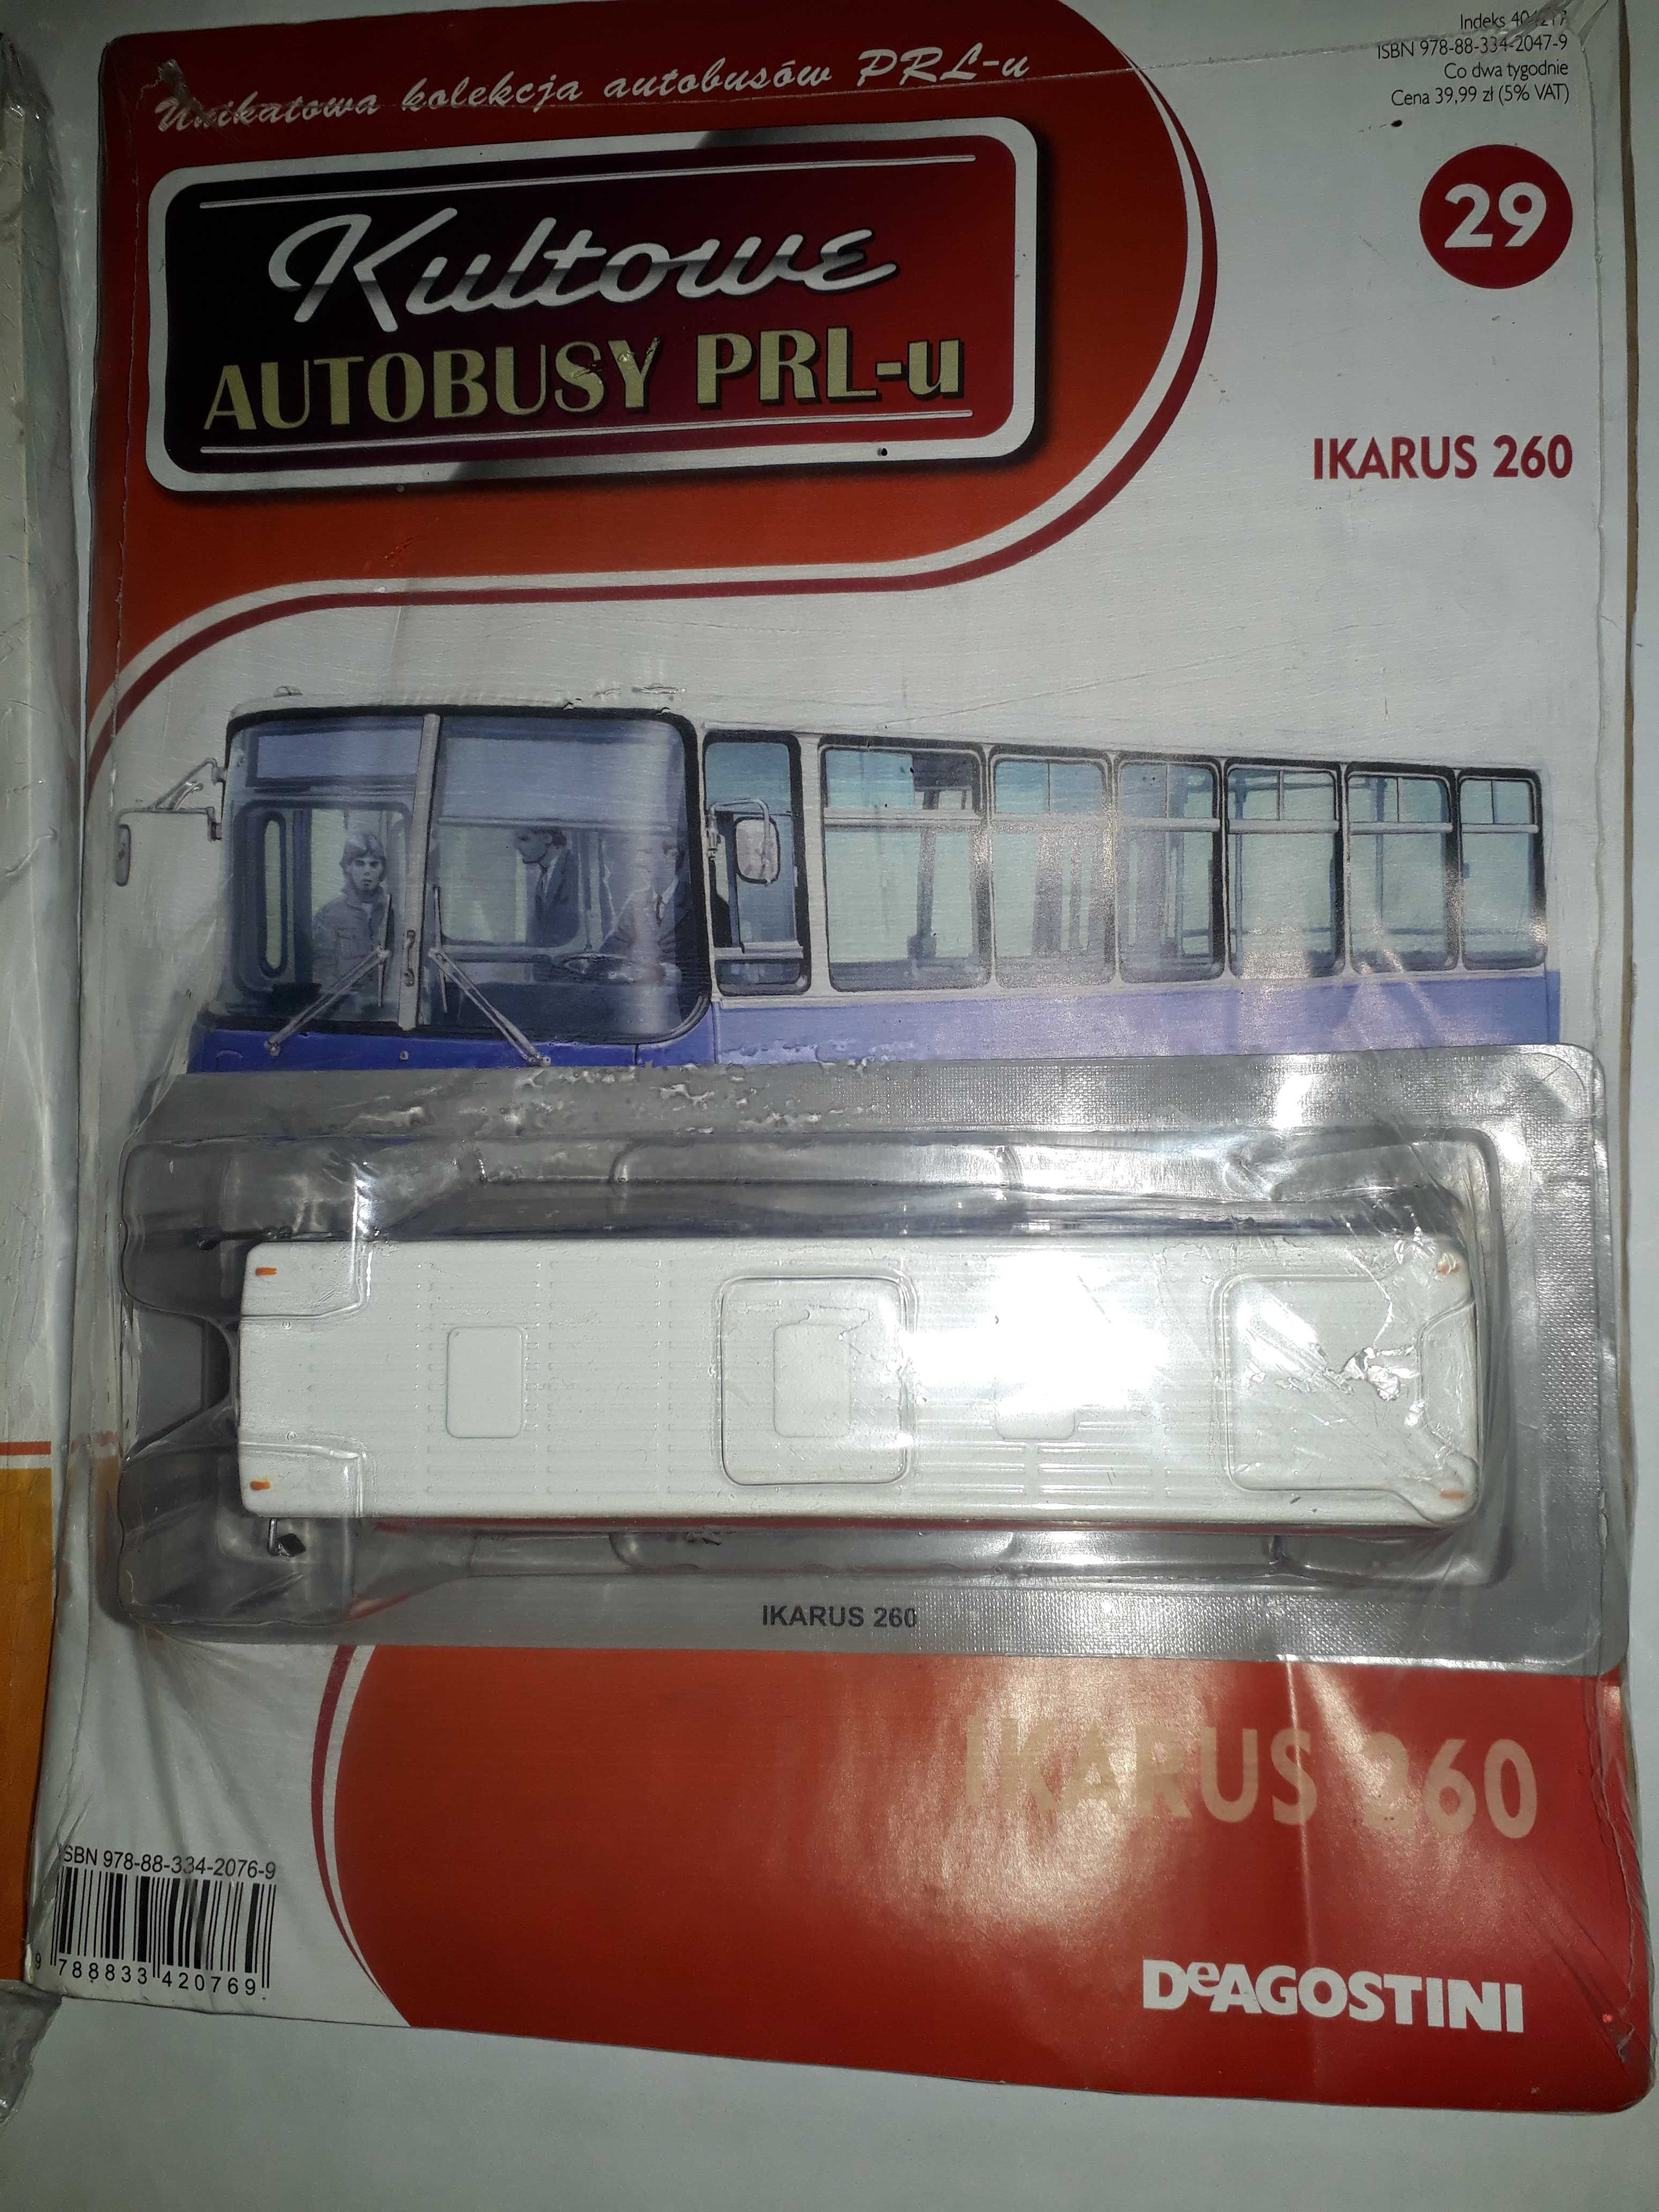 Unikatowa kolekcja autobusów PRL-u
Indeks
ISBN 978-88-334-2047-9
Co dwa tygodnie
Cena 39,99 zł (5% VAT)
29
Kultowe
AUTOBUSY PRL-u
IKARUS 260
IKARUS 260
IKARUS 260
ISBN 978-88-334-2076-9
9 788833 420769
DeAGOSTINI